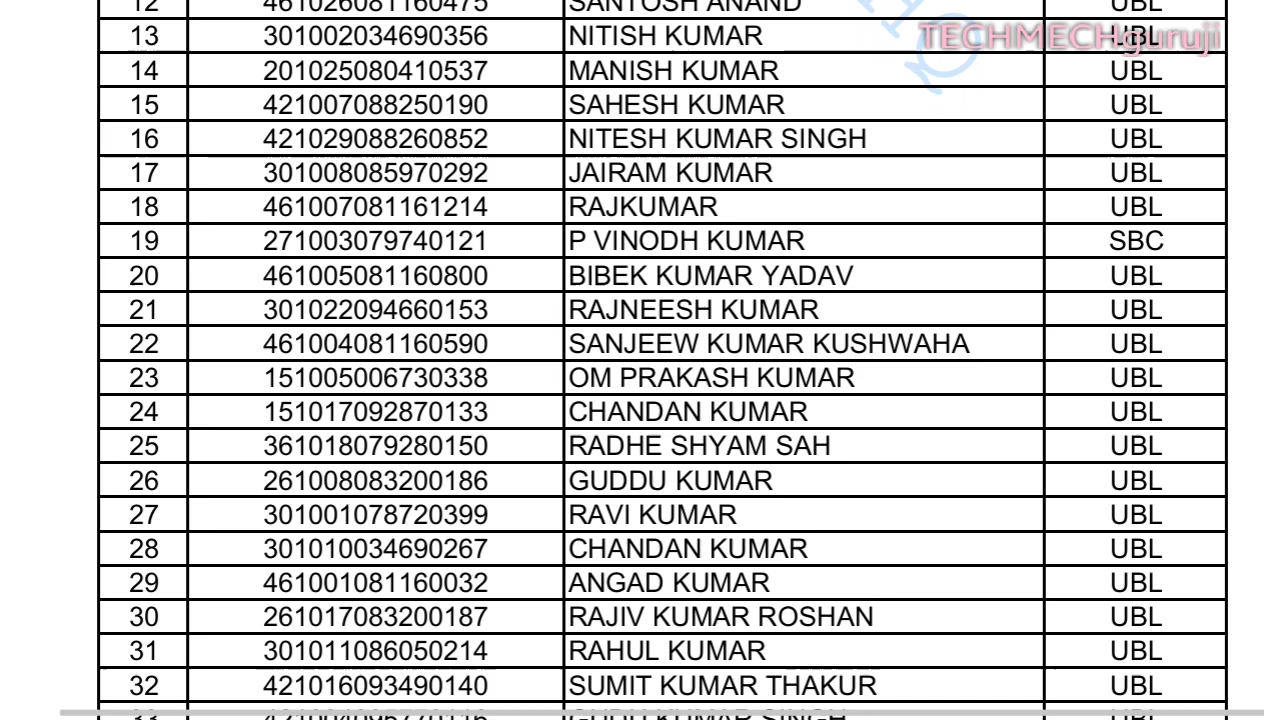 12 461026081160475 SANTOSH ANAND UBL
13 301002034690356 NITISH KUMAR UBL
TECHMECHguruji
14 201025080410537 MANISH KUMAR UBL
15 421007088250190 SAHESH KUMAR UBL
16 421029088260852 NITESH KUMAR SINGH UBL
17 301008085970292 JAIRAM KUMAR UBL
18 461007081161214 RAJKUMAR UBL
19 271003079740121 P VINODH KUMAR SBC
20 461005081160800 BIBEK KUMAR YADAV UBL
21 301022094660153 RAJNEESH KUMAR UBL
22 461004081160590 SANJEEW KUMAR KUSHWAHA UBL
23 151005006730338 OM PRAKASH KUMAR UBL
24 151017092870133 CHANDAN KUMAR UBL
25 361018079280150 RADHE SHYAM SAH UBL
26 261008083200186 GUDDU KUMAR UBL
27 301001078720399 RAVI KUMAR UBL
28 301010034690267 CHANDAN KUMAR UBL
29 461001081160032 ANGAD KUMAR UBL
30 261017083200187 RAJIV KUMAR ROSHAN UBL
31 301011086050214 RAHUL KUMAR UBL
32 421016093490140 SUMIT KUMAR THAKUR UBL